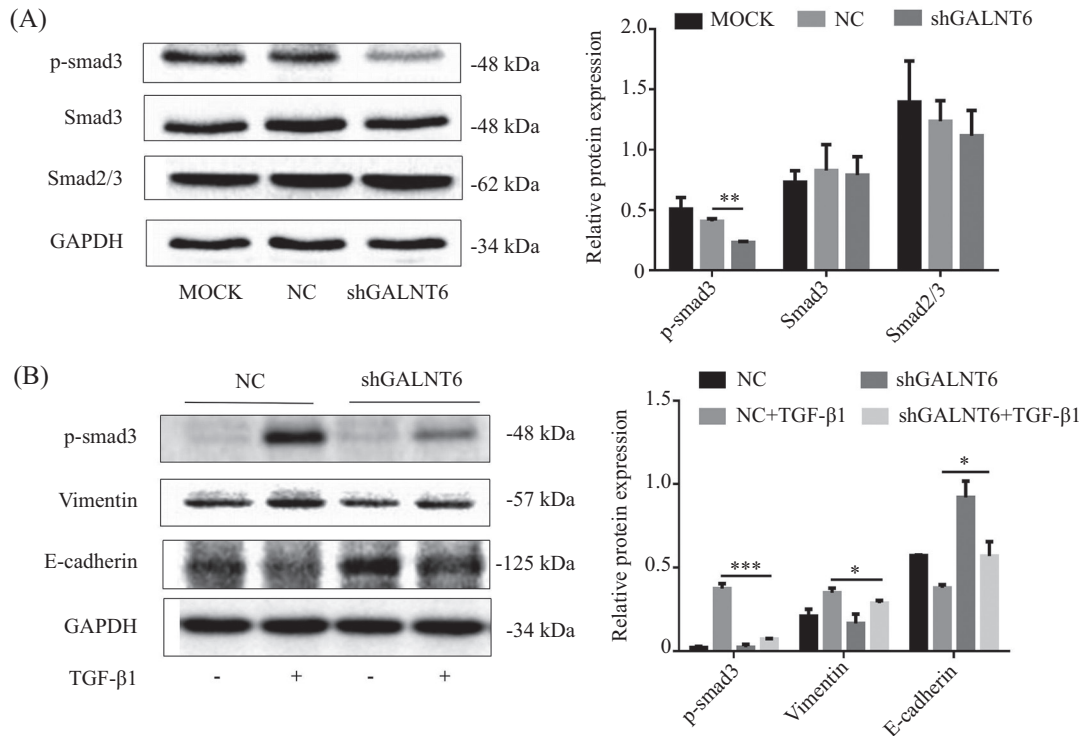 (A)
p-smad3
-48 kDa
Smad3
-48 kDa
Smad2/3
-62 kDa
GAPDH
-34 kDa
MOCK NC shGALNT6
MOCK NC shGALNT6
Relative protein expression
2.0
1.5
1.0
0.5
0
**
p-smad3
Smad3
Smad2/3
(B)
NC shGALNT6
p-smad3
-48 kDa
Vimentin
-57 kDa
E-cadherin
-125 kDa
GAPDH
-34 kDa
TGF-β1 - + - +
NC shGALNT6
NC+TGF-β1 shGALNT6+TGF-β1
Relative protein expression
1.5
1.0
0.5
0
***
*
*
p-smad3
Vimentin
E-cadherin